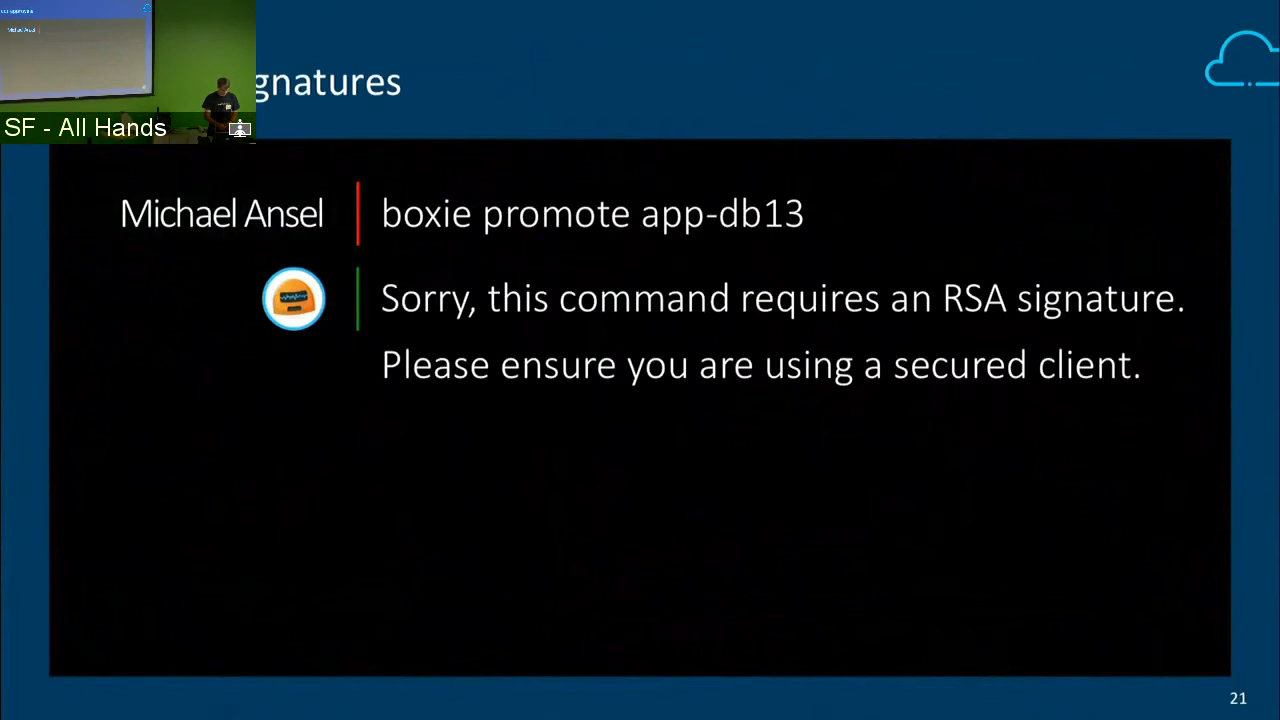 gnatures
SF - All Hands
Michael Ansel
boxie promote app-db13
Sorry, this command requires an RSA signature.
Please ensure you are using a secured client.
21